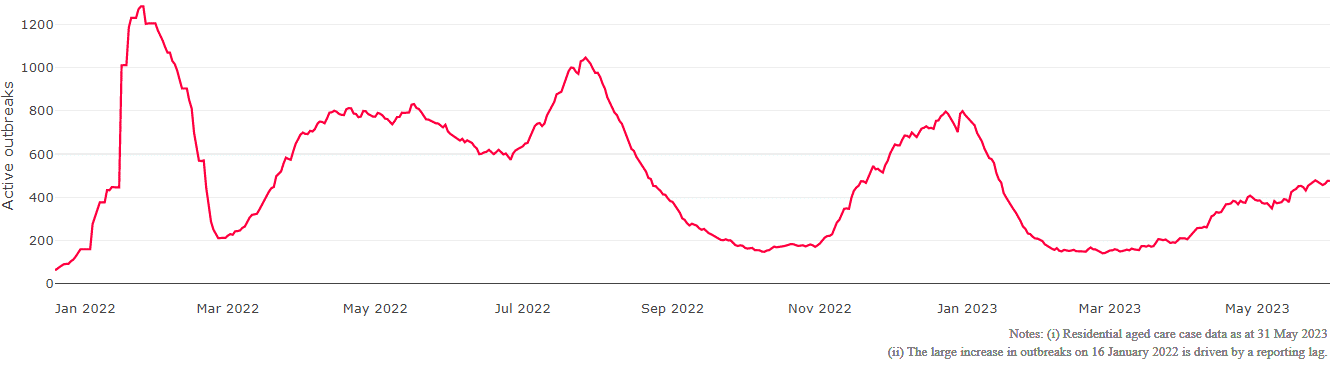 Active outbreaks
1200
1000
800
600
400
200
0
Jan 2022 Mar 2022 May 2022 Jul 2022 Sep 2022 Nov 2022 Jan 2023 Mar 2023 May 2023
Notes: (i) Residential aged care case data as at 31 May 2023
(ii) The large increase in outbreaks on 16 January 2022 is driven by a reporting lag.